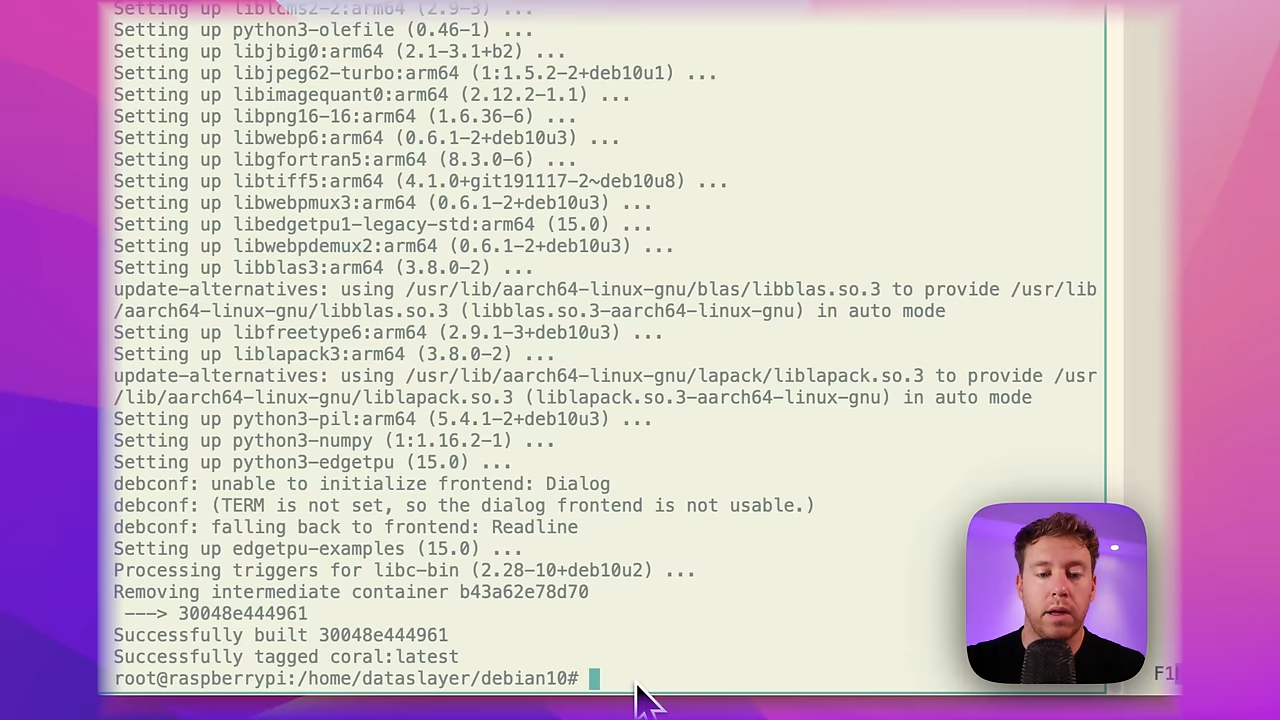 Setting up liblcms2-2:arm64 (2.9-3) ...
Setting up python3-olefile (0.46-1) ...
Setting up libjbig0:arm64 (2.1-3.1+b2) ...
Setting up libjpeg62-turbo:arm64 (1:1.5.2-2+deb10u1) ...
Setting up libimagequant0:arm64 (2.12.2-1.1) ...
Setting up libpng16-16:arm64 (1.6.36-6) ...
Setting up libwebp6:arm64 (0.6.1-2+deb10u3) ...
Setting up libgfortran5:arm64 (8.3.0-6) ...
Setting up libtiff5:arm64 (4.1.0+git191117-2~deb10u8) ...
Setting up libwebpmux3:arm64 (0.6.1-2+deb10u3) ...
Setting up libedgetpu1-legacy-std:arm64 (15.0) ...
Setting up libwebpdemux2:arm64 (0.6.1-2+deb10u3) ...
Setting up libblas3:arm64 (3.8.0-2) ...
update-alternatives: using /usr/lib/aarch64-linux-gnu/blas/libblas.so.3 to provide /usr/lib
/aarch64-linux-gnu/libblas.so.3 (libblas.so.3-aarch64-linux-gnu) in auto mode
Setting up libfreetype6:arm64 (2.9.1-3+deb10u3) ...
Setting up liblapack3:arm64 (3.8.0-2) ...
update-alternatives: using /usr/lib/aarch64-linux-gnu/lapack/liblapack.so.3 to provide /usr
/lib/aarch64-linux-gnu/liblapack.so.3 (liblapack.so.3-aarch64-linux-gnu) in auto mode
Setting up python3-pil:arm64 (5.4.1-2+deb10u3) ...
Setting up python3-numpy (1:1.16.2-1) ...
Setting up python3-edgetpu (15.0) ...
debconf: unable to initialize frontend: Dialog
debconf: (TERM is not set, so the dialog frontend is not usable.)
debconf: falling back to frontend: Readline
Setting up edgetpu-examples (15.0) ...
Processing triggers for libc-bin (2.28-10+deb10u2) ...
Removing intermediate container b43a62e78d70
 ---> 30048e444961
Successfully built 30048e444961
Successfully tagged coral:latest
root@raspberrypi:/home/dataslayer/debian10#
F1